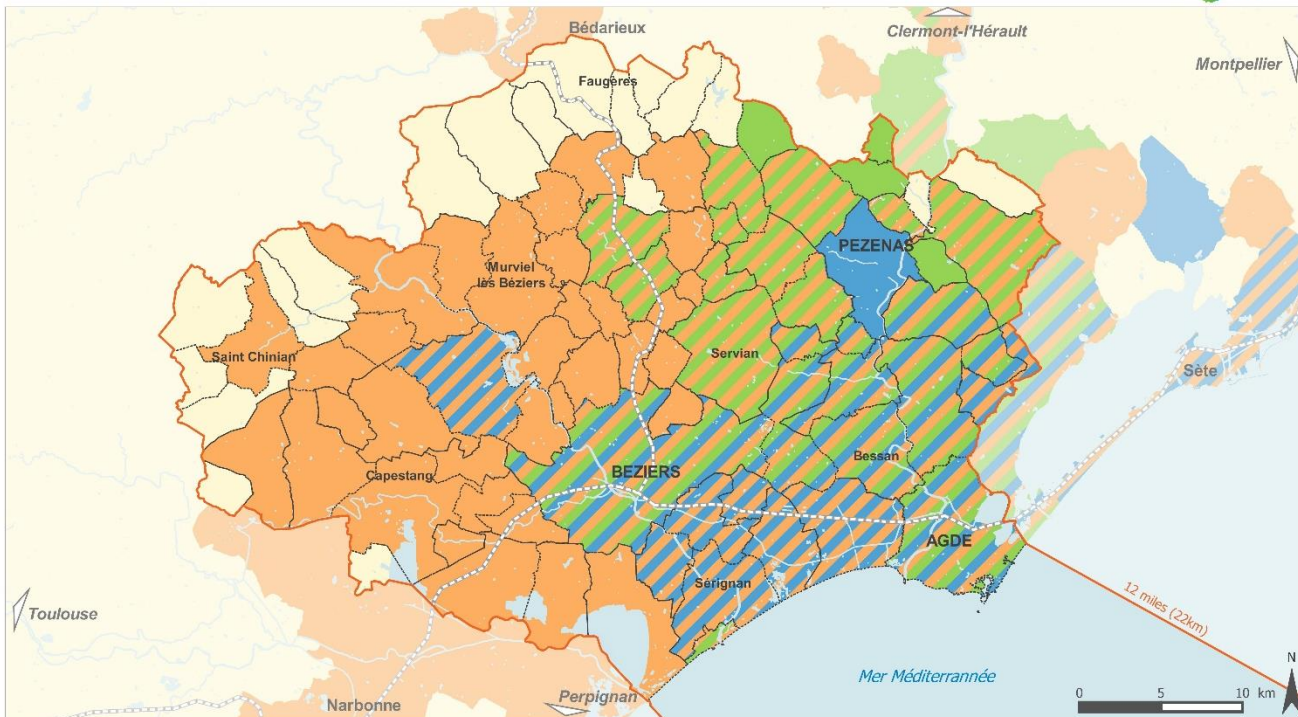 Bédarieux
Clermont-l'Hérault
Montpellier
Faugères
PEZENAS
Murviel
lès Béziers
Saint Chinian
Servian
Sète
Capestang
BEZIERS
Bessan
AGDE
Sérignan
12 miles (22km)
Toulouse
Mer Méditerrannée
Narbonne
Perpignan
N
0 5 10 km